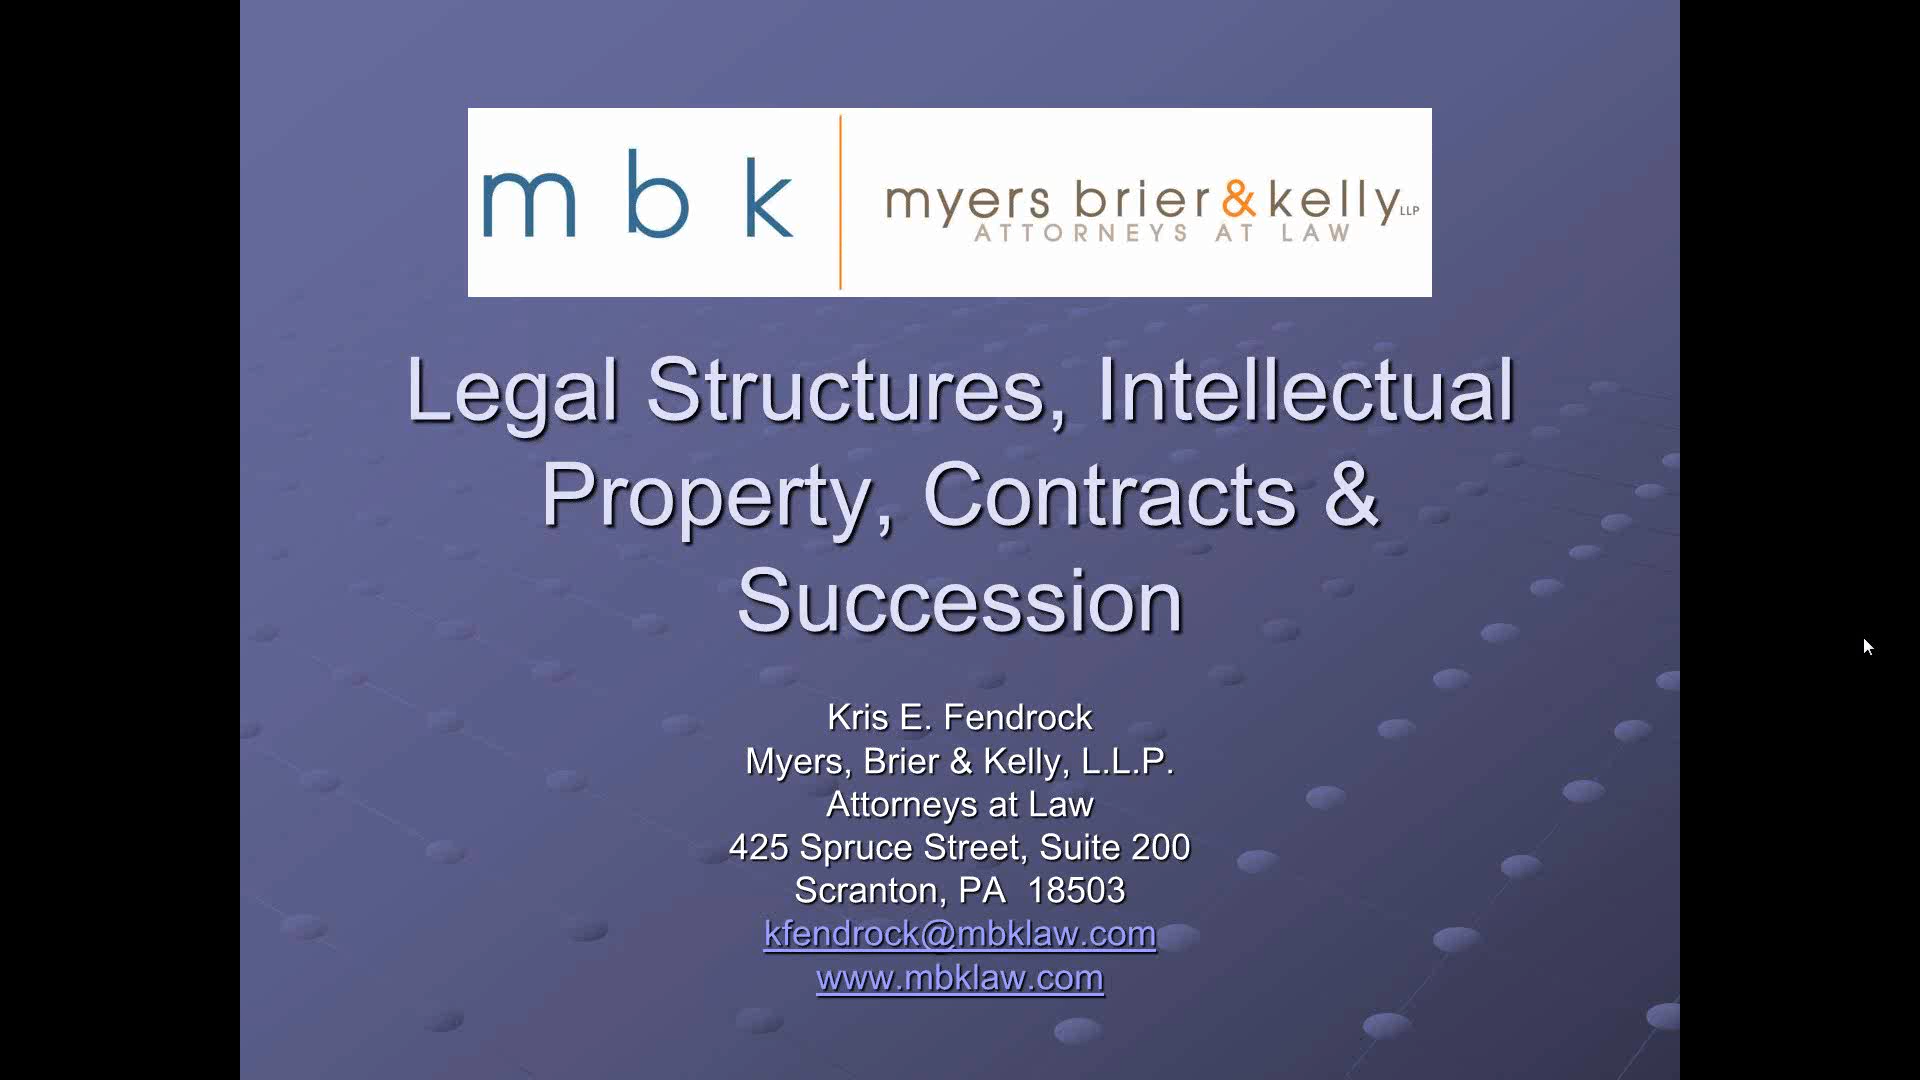 m b k
myers brier & kelly LLP
ATTORNEYS AT LAW
Legal Structures, Intellectual
Property, Contracts &
Succession
Kris E. Fendrock
Myers, Brier & Kelly, L.L.P.
Attorneys at Law
425 Spruce Street, Suite 200
Scranton, PA  18503
kfendrock@mbklaw.com
www.mbklaw.com